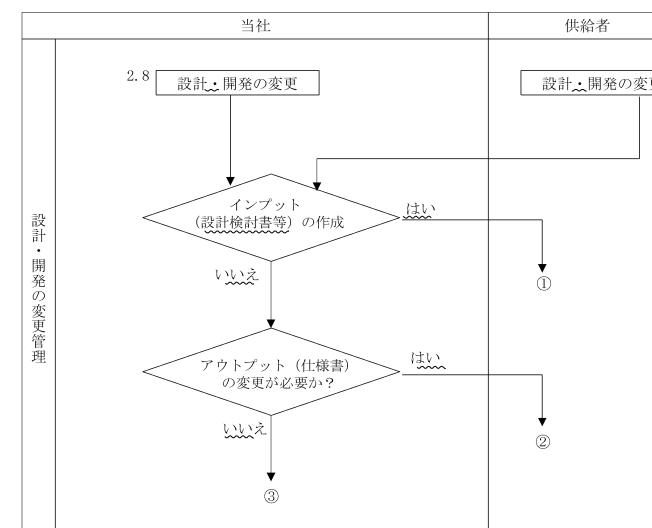 当社
供給者
2.8
設計・開発の変更
設計・開発の変更
インプット
（設計検討書等）の作成
はい
①
いいえ
アウトプット（仕様書）
の変更が必要か？
はい
②
いいえ
③
設計・開発の変更管理